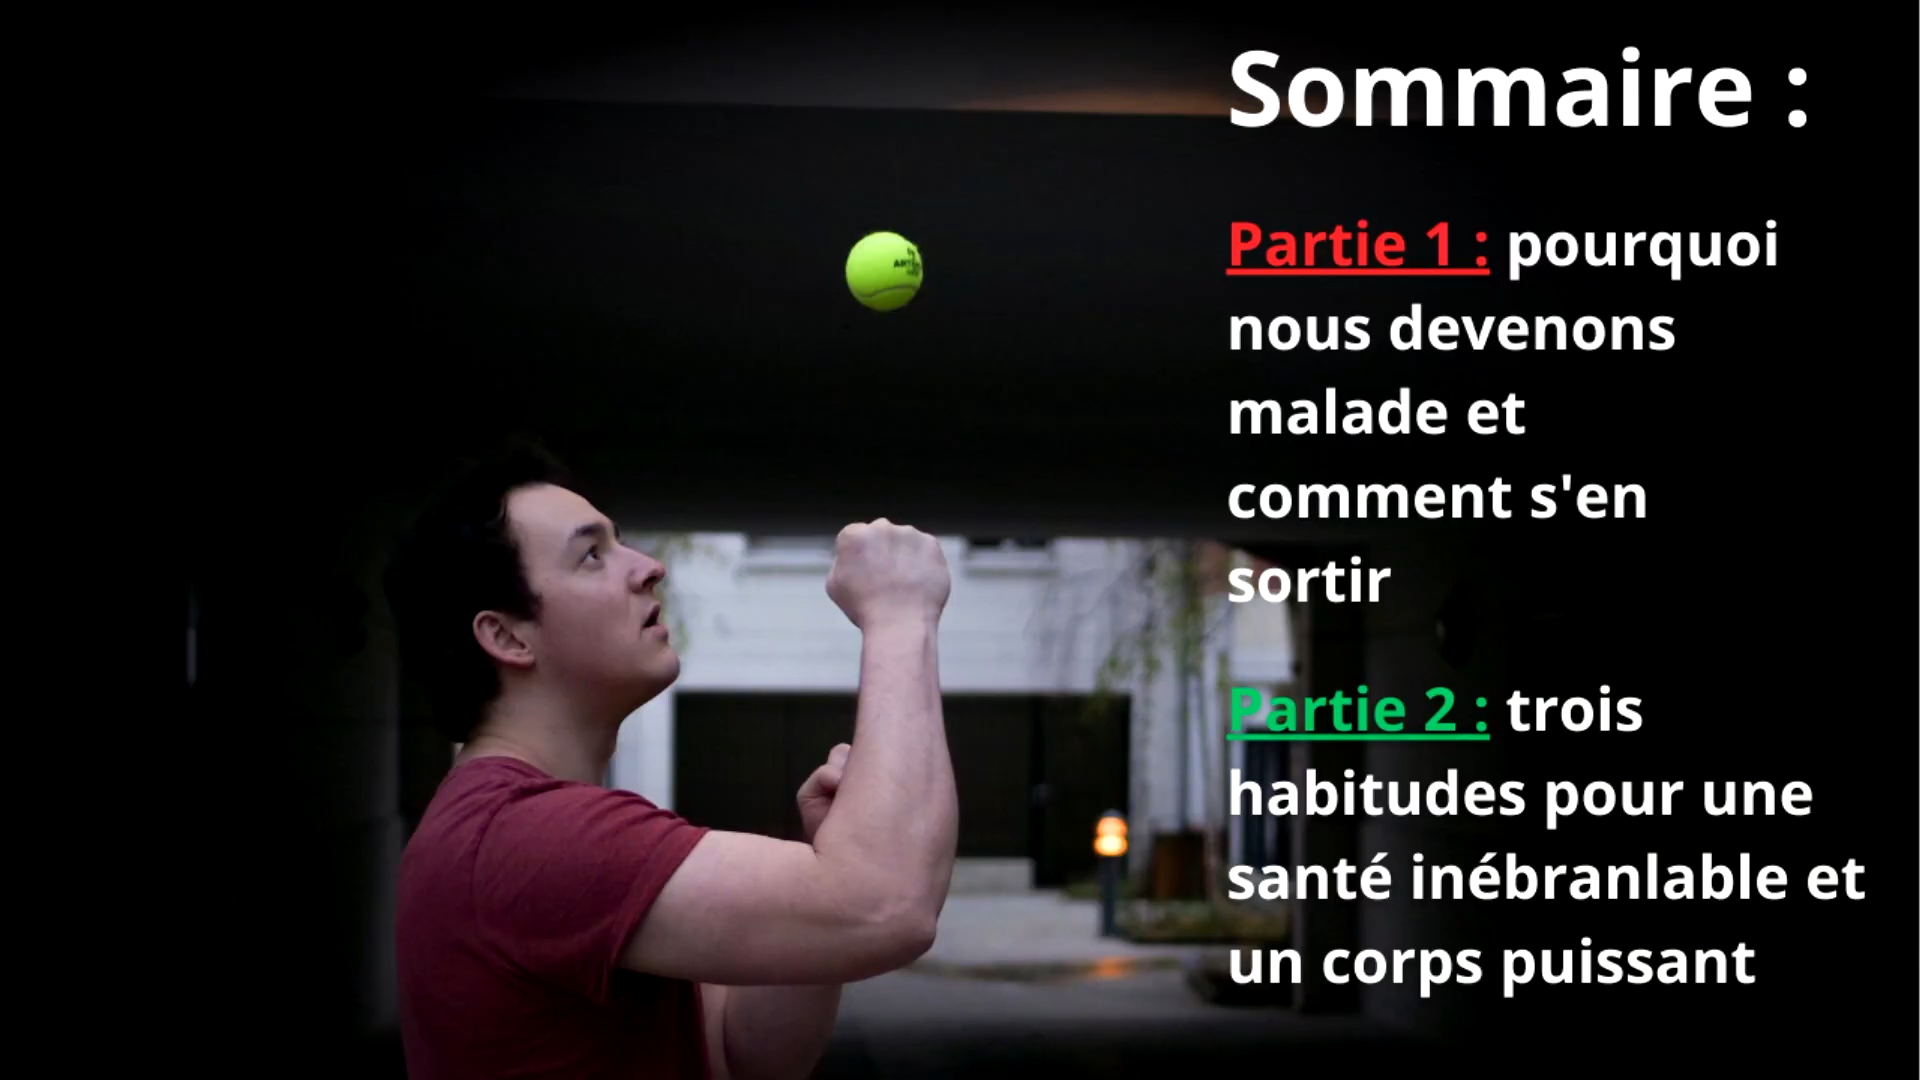 Sommaire :
Partie 1 : pourquoi
nous devenons
malade et
comment s'en
sortir
Partie 2 : trois
habitudes pour une
santé inébranlable et
un corps puissant